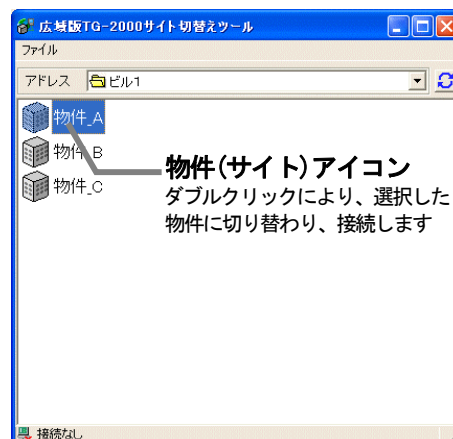 広域版TG-2000サイト切替えツール
ファイル
アドレス ビル1
物件_A
物件_B
物件_C
物件(サイト)アイコン
ダブルクリックにより、選択した
物件に切り替わり、接続します
接続なし